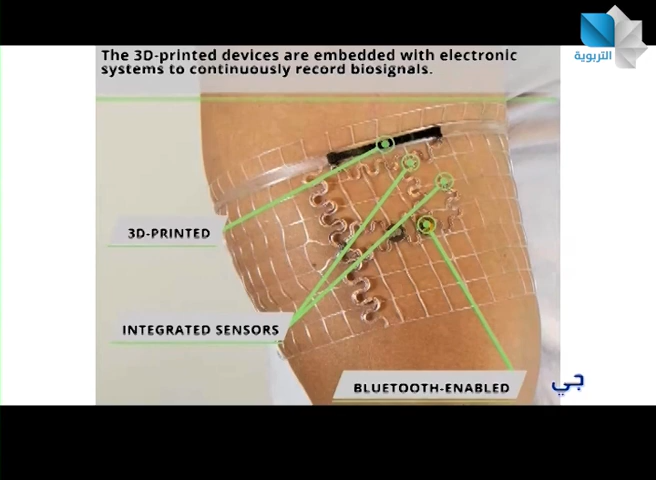 The 3D-printed devices are embedded with electronic
systems to continuously record biosignals.
التربوية
3D-PRINTED
INTEGRATED SENSORS
BLUETOOTH-ENABLED
جي